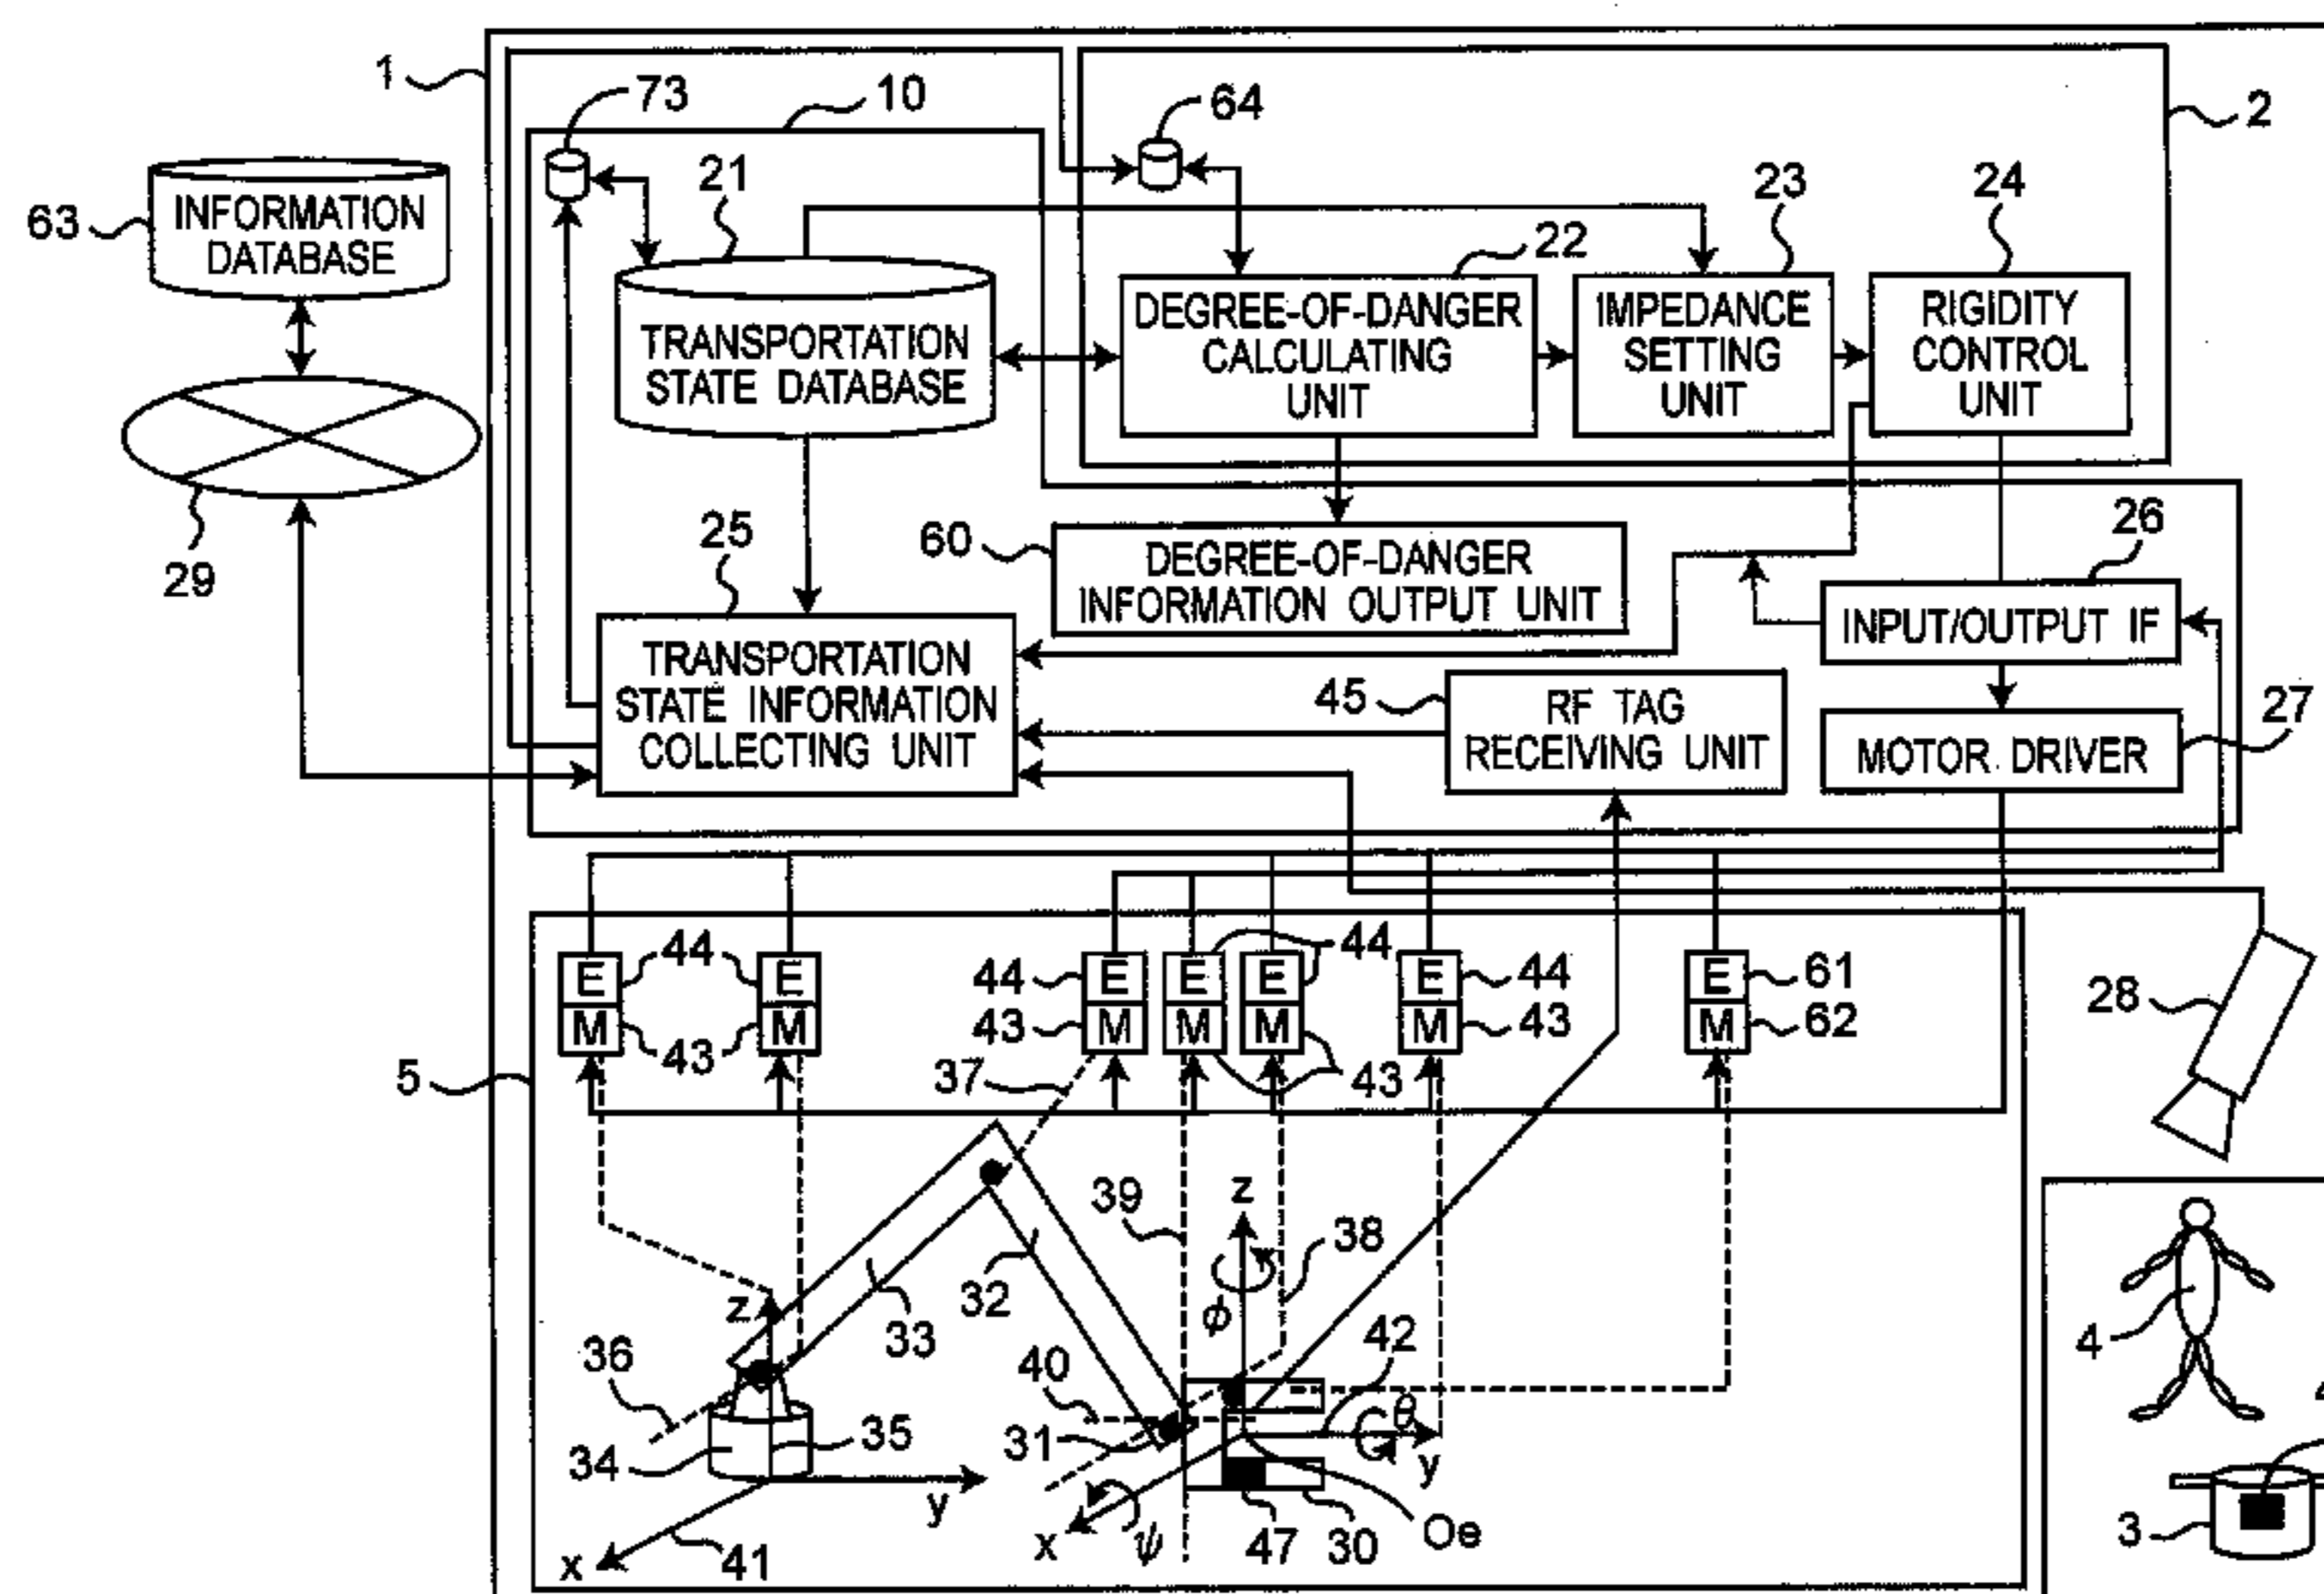 1
73
10
64
2
21
23
24
63
INFORMATION
DATABASE
22
TRANSPORTATION
STATE DATABASE
DEGREE-OF-DANGER
CALCULATING
UNIT
IMPEDANCE
SETTING
UNIT
RIGIDITY
CONTROL
UNIT
29
25
60
DEGREE-OF-DANGER
INFORMATION OUTPUT UNIT
26
INPUT/OUTPUT IF
TRANSPORTATION
STATE INFORMATION
COLLECTING UNIT
45
RF TAG
RECEIVING UNIT
27
MOTOR DRIVER
44
44
44
44
61
E
E
E
E
E
E
E
M
M
M
M
M
M
M
43
43
43
43
62
28
5
37
39
z
38
z
33
32
ϕ
42
4
36
40
θ
34
35
31
y
y
3
x
41
x
ψ
47
30
Oe